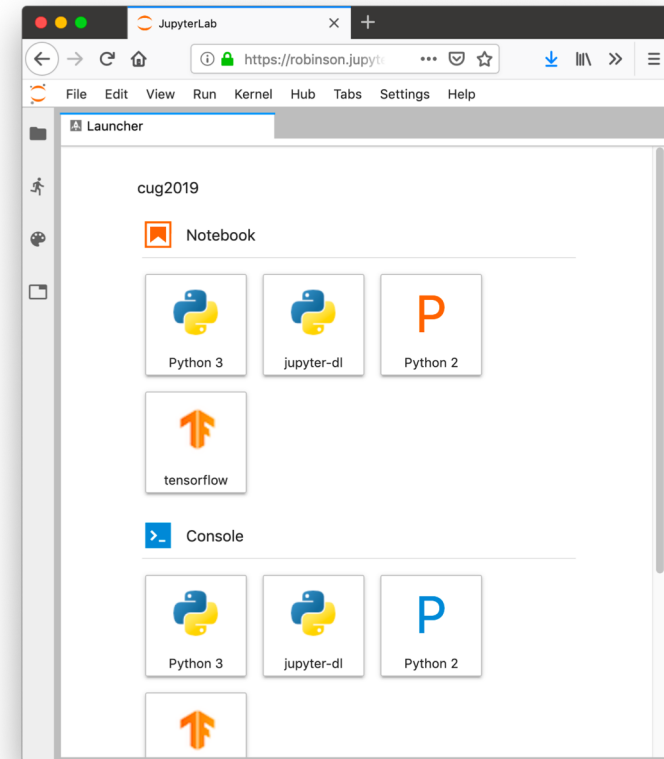 JupyterLab
https://robinson.jupyt
File Edit View Run Kernel Hub Tabs Settings Help
Launcher
cug2019
Notebook
P
Python 3 jupyter-dl Python 2
tensorflow
Console
P
Python 3 jupyter-dl Python 2